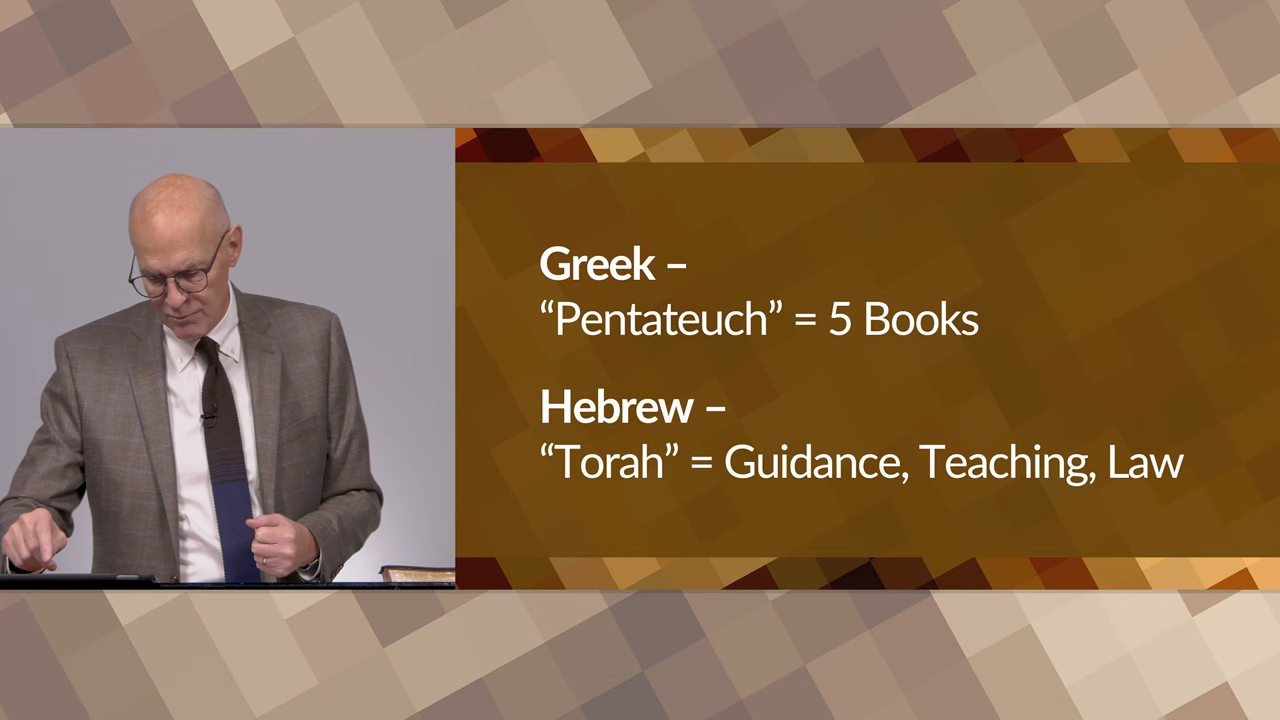 Greek –
“Pentateuch” = 5 Books
Hebrew –
“Torah” = Guidance, Teaching, Law